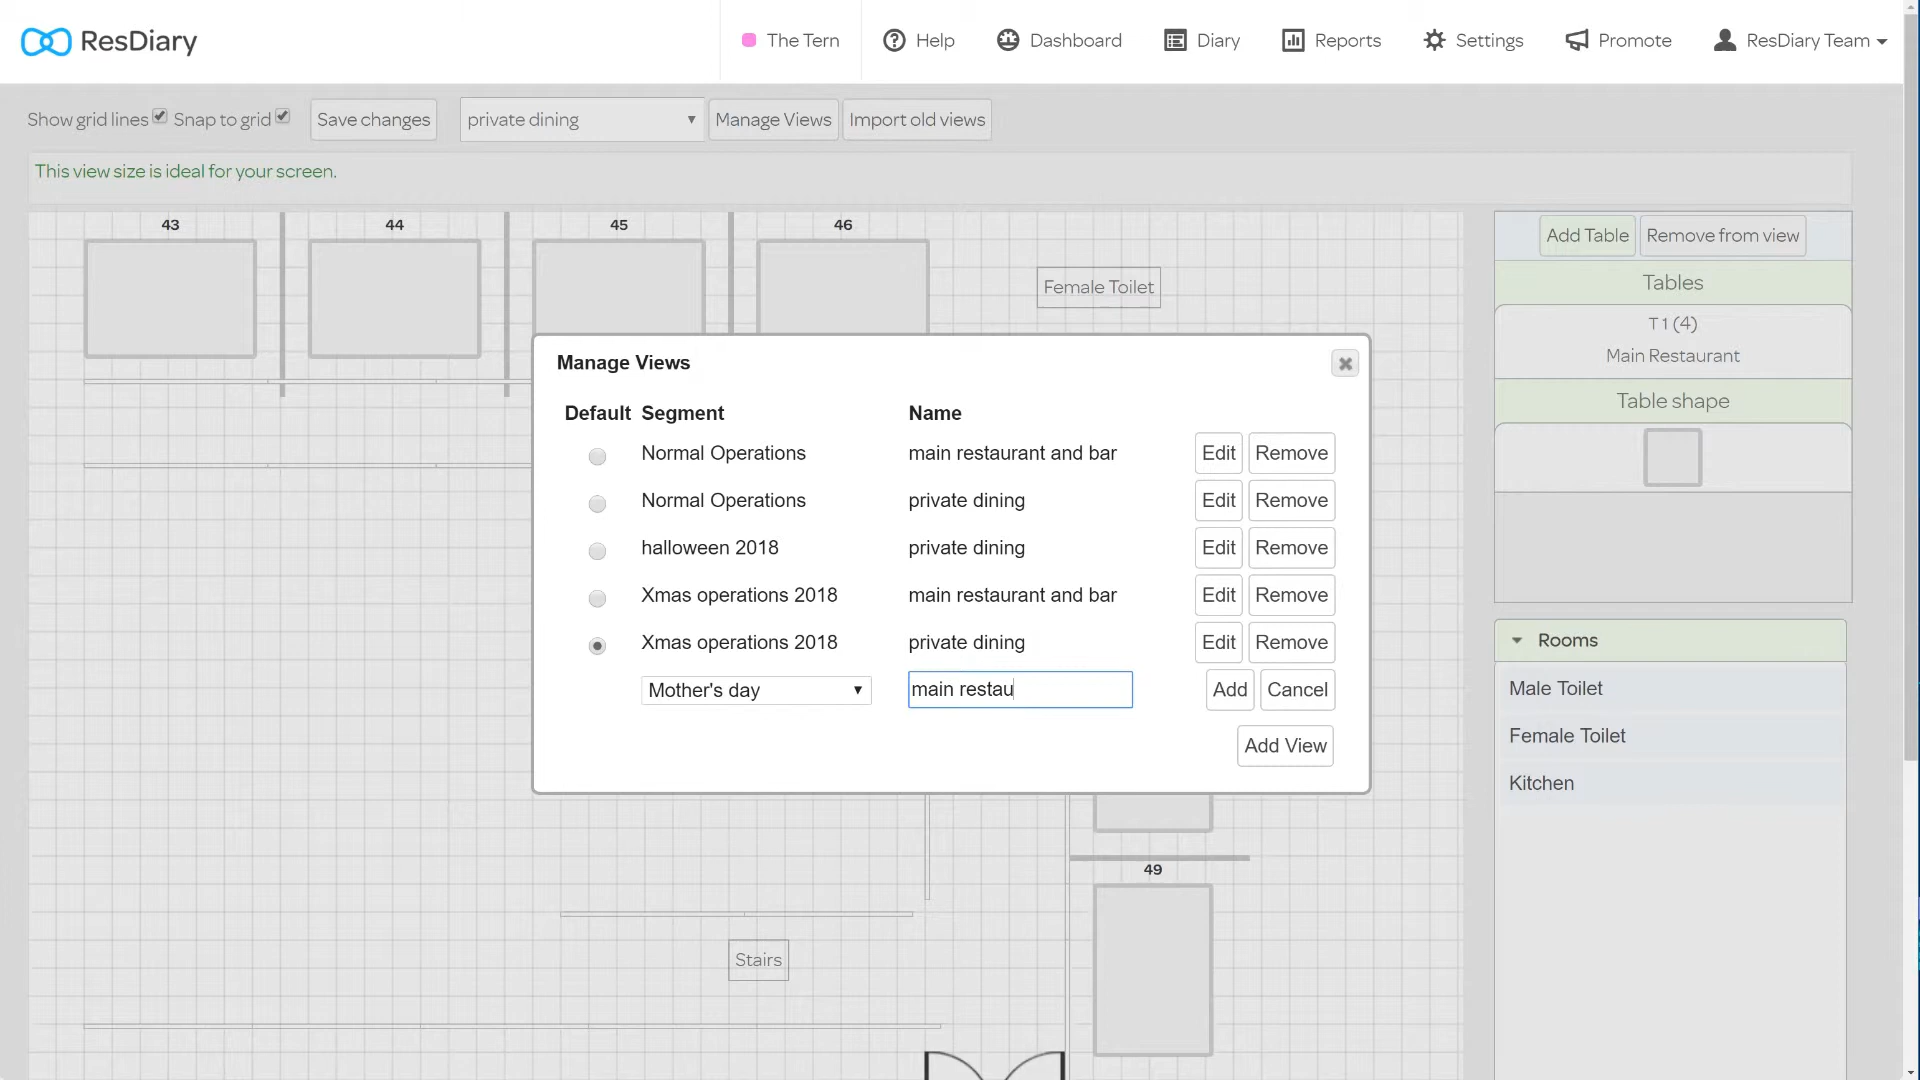 ResDiary
The Tern
Help
Dashboard
Diary
Reports
Settings
Promote
ResDiary Team
Show grid lines
Snap to grid
Save changes
private dining
Manage Views
Import old views
This view size is ideal for your screen.
43
44
45
46
Female Toilet
Add Table
Remove from view
Tables
T 1 (4)
Main Restaurant
Table shape
Manage Views
Default Segment Name
Normal Operations main restaurant and bar Edit Remove
Normal Operations private dining Edit Remove
halloween 2018 private dining Edit Remove
Xmas operations 2018 main restaurant and bar Edit Remove
Xmas operations 2018 private dining Edit Remove
Mother's day main restau Add Cancel
Add View
Rooms
Male Toilet
Female Toilet
Kitchen
49
Stairs